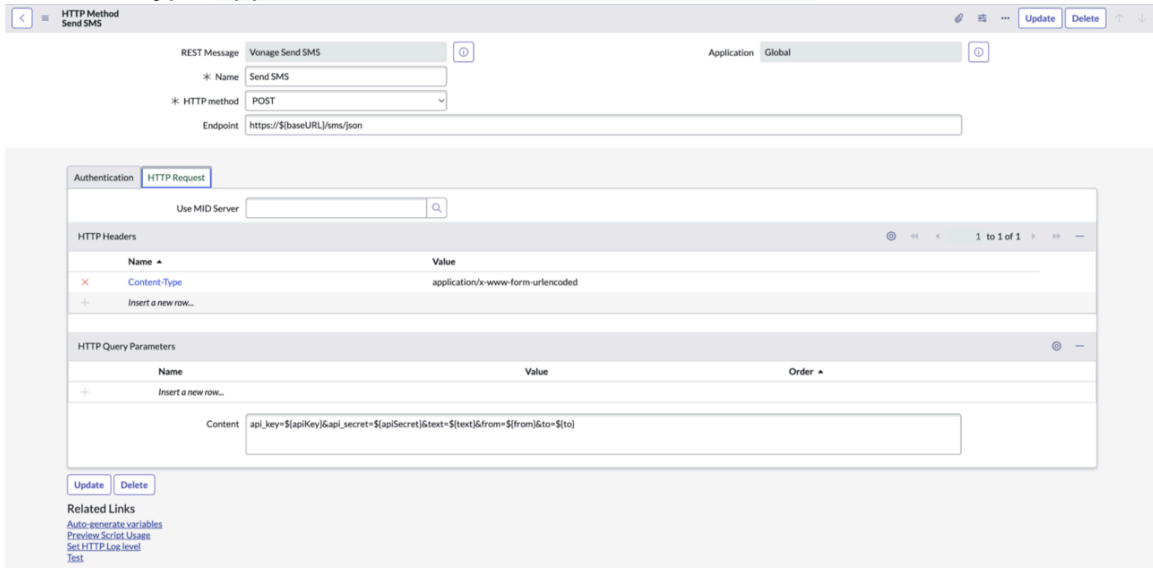 HTTP Method
Send SMS
Update Delete
REST Message Vonage Send SMS Application Global
Name Send SMS
HTTP method POST
Endpoint https://${baseURL}/sms/json
Authentication HTTP Request
Use MID Server
HTTP Headers 1 to 1 of 1
Name Value
Content-Type application/x-www-form-urlencoded
Insert a new row...
HTTP Query Parameters
Name Value Order
Insert a new row...
Content api_key=${apiKey}&api_secret=${apiSecret}&text=${text}&from=${from}&to=${to}
Update Delete
Related Links
Auto-generate variables
Preview Script Usage
Set HTTP Log level
Test